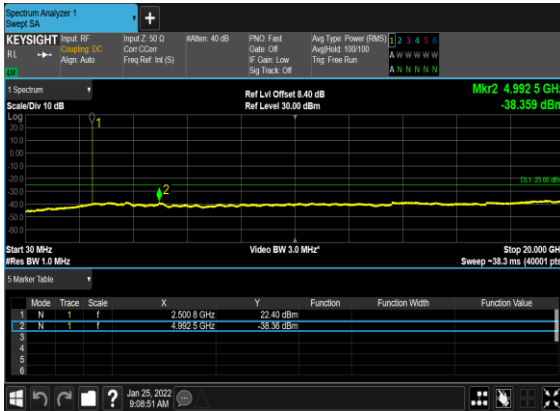 Spectrum Analyzer 1
Swept SA
KEYSIGHT
RL
Input: RF
Coupling: DC
Align: Auto
Input Z: 50 Ω
Corr CCorr
Freq Ref: Int (S)
#Atten: 40 dB
PNO: Fast
Gate: Off
IF Gain: Low
Sig Track: Off
Avg Type: Power (RMS)
Avg|Hold: 100/100
Trig: Free Run
1 2 3 4 5 6
A W W W W W
A N N N N N
1 Spectrum
Scale/Div 10 dB
Ref Lvl Offset 8.40 dB
Ref Level 30.00 dBm
Mkr2 4.992 5 GHz
-38.359 dBm
Log
20.0
10.0
0.00
-10.0
-20.0
-30.0
-40.0
-50.0
-60.0
1
2
DL1 -25.00 dBm
Start 30 MHz
#Res BW 1.0 MHz
Video BW 3.0 MHz*
Stop 20.000 GHz
Sweep ~38.3 ms (40001 pts)
5 Marker Table
Mode Trace Scale X Y Function Function Width Function Value
1 N 1 f 2.500 8 GHz 22.40 dBm
2 N 1 f 4.992 5 GHz -38.36 dBm
3
4
5
6
Jan 25, 2022
9:08:51 AM